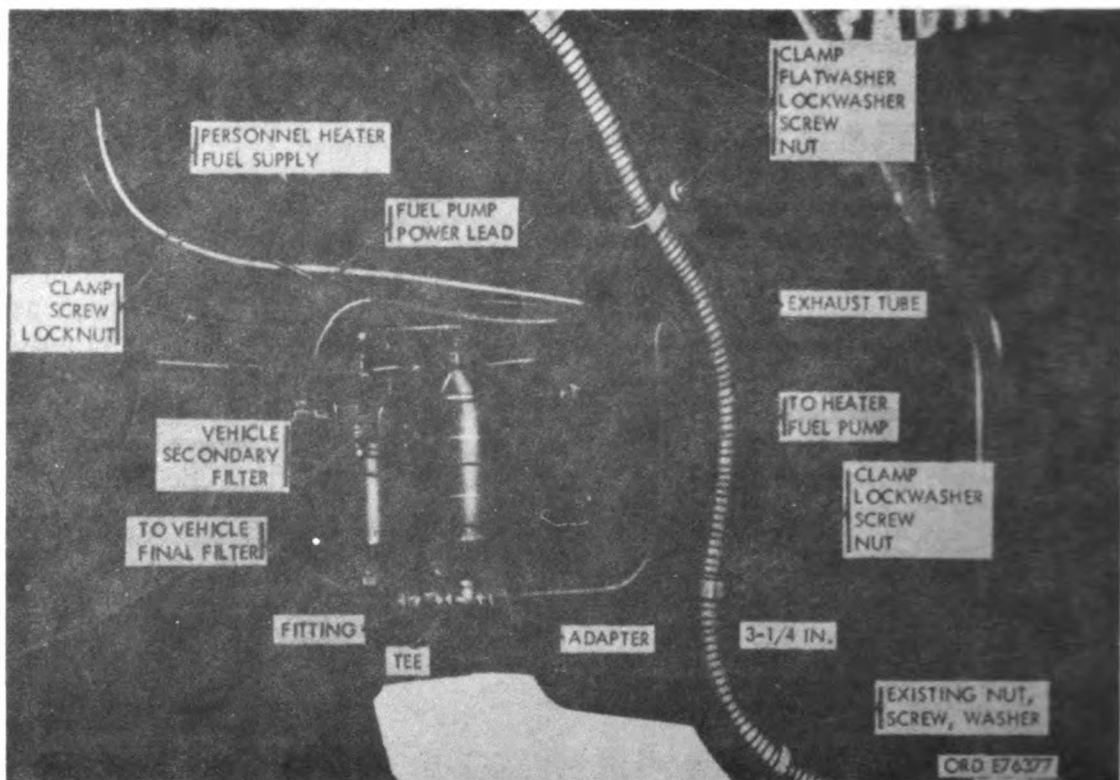 CLAMP
FLATWASHER
LOCKWASHER
SCREW
NUT
PERSONNEL HEATER
FUEL SUPPLY
FUEL PUMP
POWER LEAD
CLAMP
SCREW
LOCKNUT
EXHAUST TUBE
TO HEATER
FUEL PUMP
VEHICLE
SECONDARY
FILTER
CLAMP
LOCKWASHER
SCREW
NUT
TO VEHICLE
FINAL FILTER
FITTING
TEE
ADAPTER
3-1/4 IN.
EXISTING NUT,
SCREW, WASHER
ORD E76377